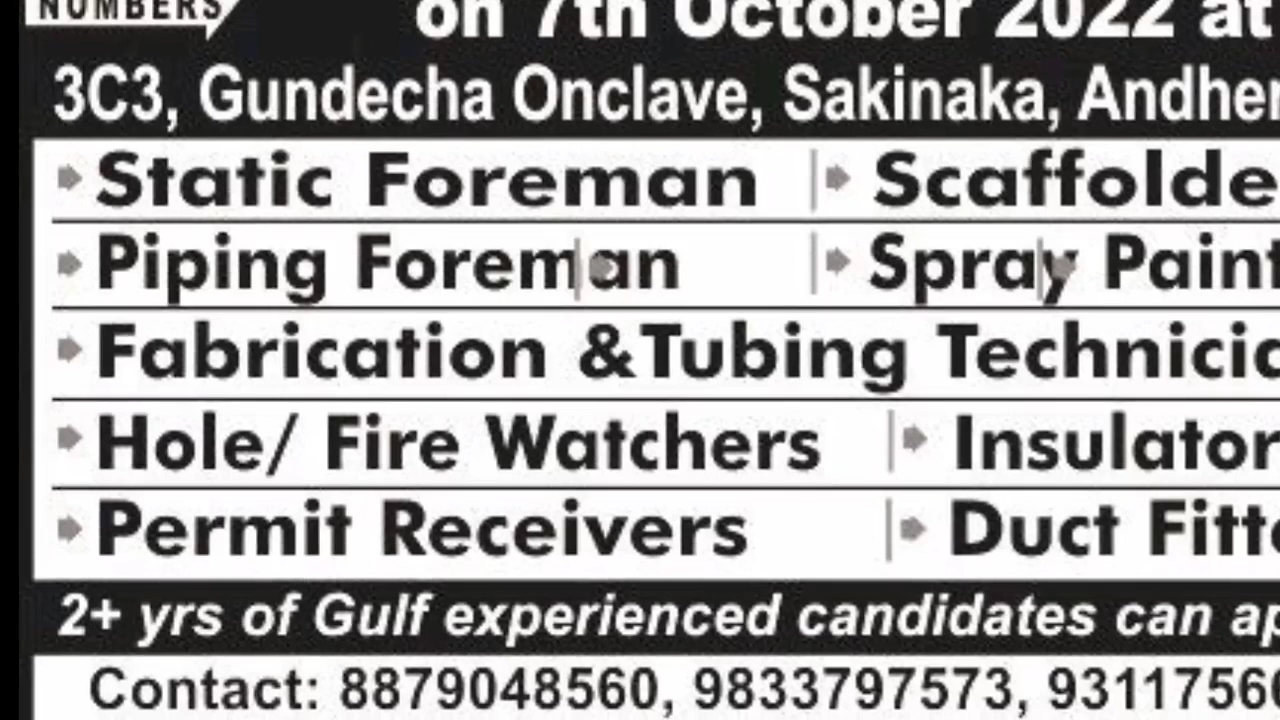 NUMBERS
on 7th October 2022 at
3C3, Gundecha Onclave, Sakinaka, Andher
Static Foreman Scaffolde
Piping Foreman Spray Paint
Fabrication &Tubing Technicia
Hole/ Fire Watchers Insulator
Permit Receivers Duct Fitte
2+ yrs of Gulf experienced candidates can ap
Contact: 8879048560, 9833797573, 93117560